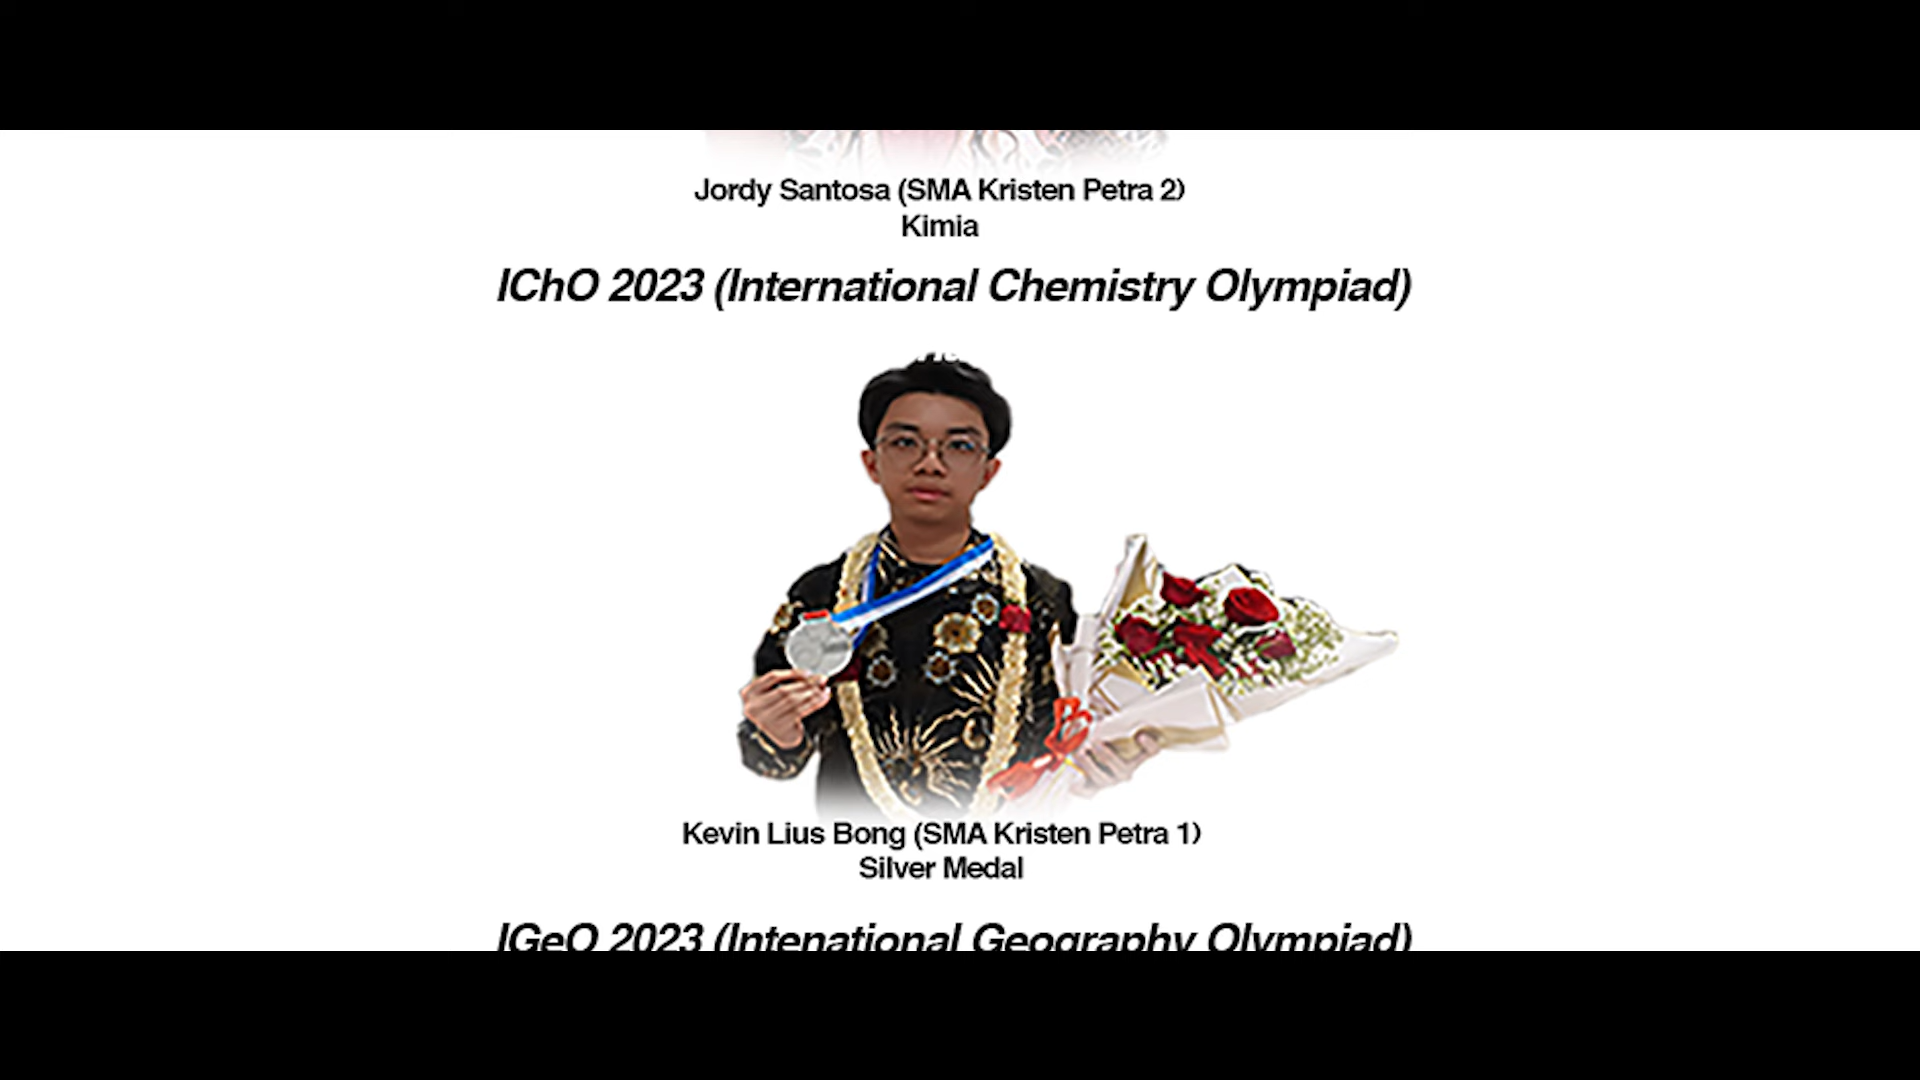 Jordy Santosa (SMA Kristen Petra 2)
Kimia
IChO 2023 (International Chemistry Olympiad)
Kevin Lius Bong (SMA Kristen Petra 1)
Silver Medal
IGeO 2023 (Intenational Geography Olympiad)